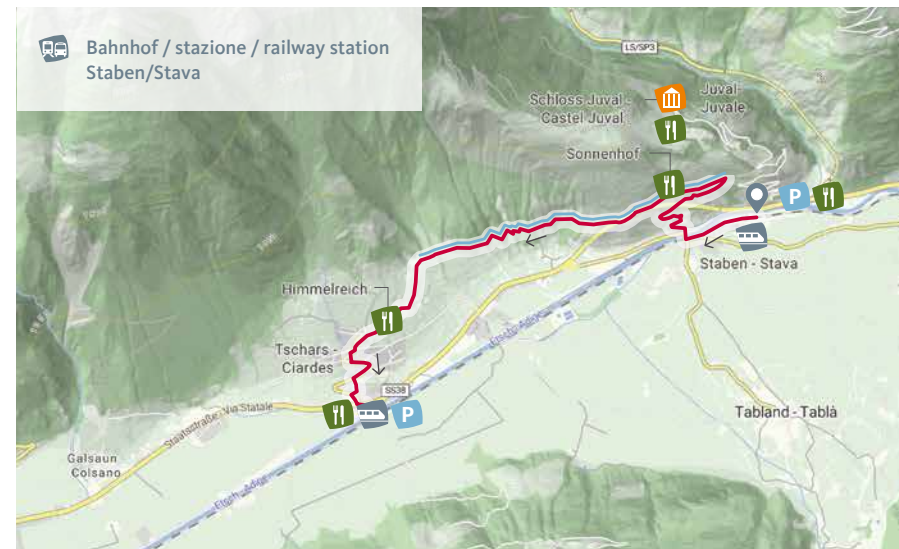 Bahnhof / stazione / railway station
Staben/Stava
LS/SP3
Schloss Juval -
Castel Juval
Juval-
Juvale
Sonnenhof
P
Staben - Stava
Himmelreich
Etsch-Adige
Tschars -
Ciardes
SS38
P
Staatsstraße - Via Statale
Tabland - Tablà
Galsaun
Colsano
Etsch-Adige